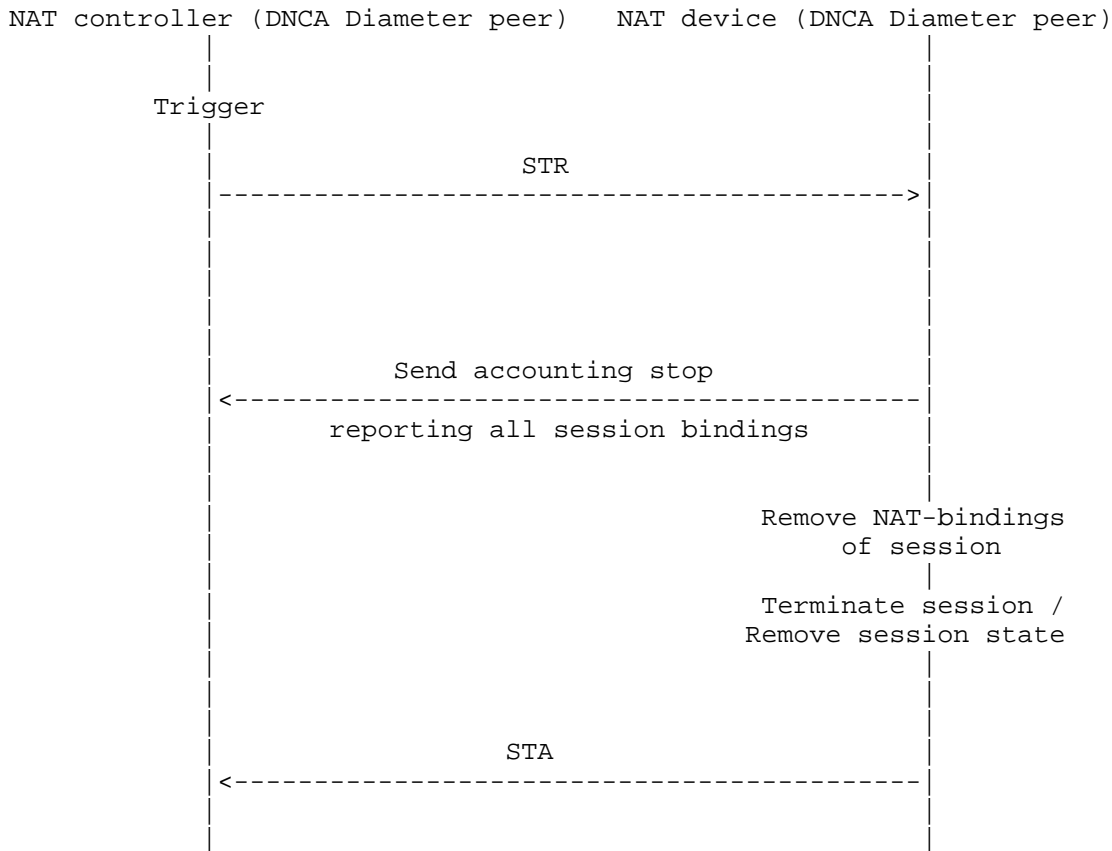 NAT controller (DNCA Diameter peer)   NAT device (DNCA Diameter peer)
Trigger
STR
Send accounting stop
reporting all session bindings
Remove NAT-bindings
of session
Terminate session /
Remove session state
STA